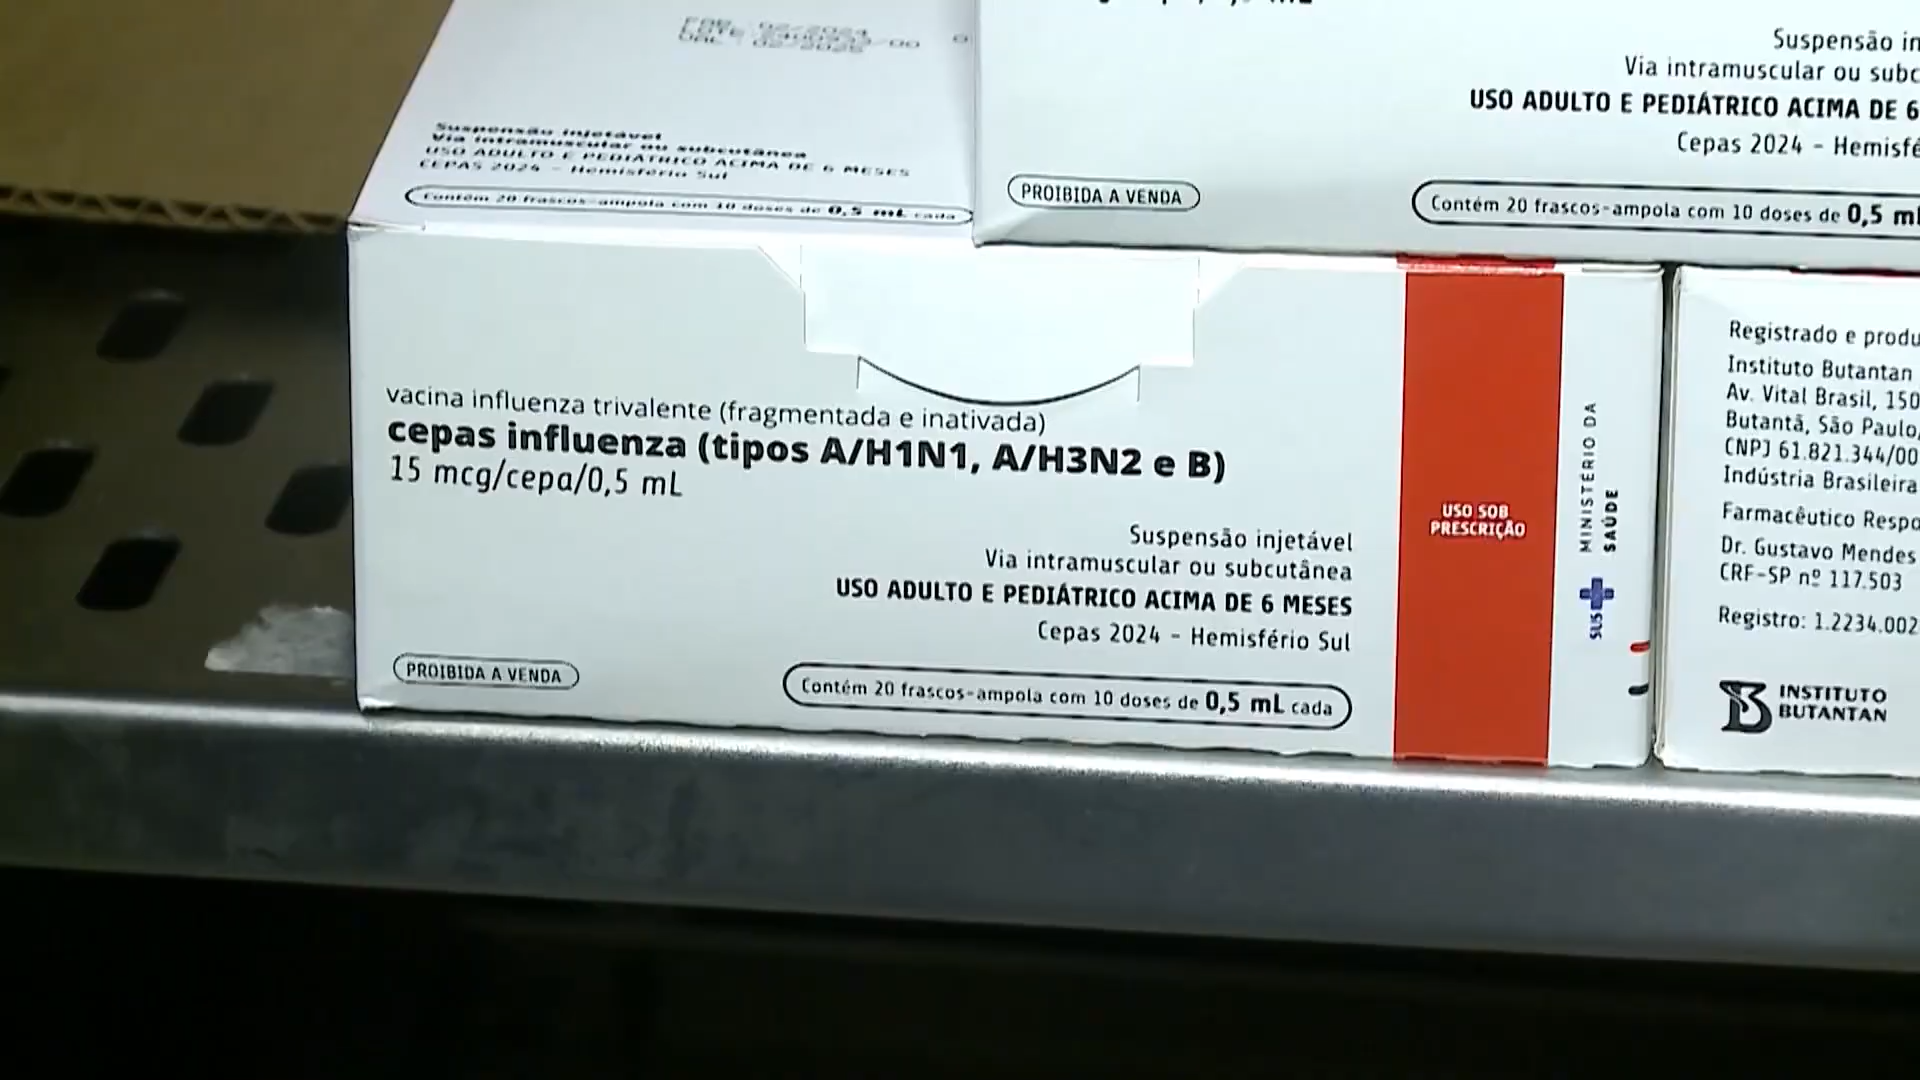 FAB 02/2024
VAL 02/2025
Suspensão injetável
Via intramuscular ou subcutânea
USO ADULTO E PEDIÁTRICO ACIMA DE 6 MESES
CEPAS 2024 - Hemisfério Sul
Contém 20 frascos-ampola com 10 doses de 0,5 mL cada
Suspensão in
Via intramuscular ou subc
USO ADULTO E PEDIÁTRICO ACIMA DE 6
Cepas 2024 - Hemisfé
PROIBIDA A VENDA
Contém 20 frascos-ampola com 10 doses de 0,5 mL
vacina influenza trivalente (fragmentada e inativada)
cepas influenza (tipos A/H1N1, A/H3N2 e B)
15 mcg/cepa/0,5 mL
Suspensão injetável
Via intramuscular ou subcutânea
USO ADULTO E PEDIÁTRICO ACIMA DE 6 MESES
Cepas 2024 - Hemisfério Sul
PROIBIDA A VENDA
Contém 20 frascos-ampola com 10 doses de 0,5 mL cada
USO SOB
PRESCRIÇÃO
SUS
MINISTÉRIO DA
SAÚDE
Registrado e produ
Instituto Butantan
Av. Vital Brasil, 150
Butantã, São Paulo,
CNPJ 61.821.344/00
Indústria Brasileira
Farmacêutico Respo
Dr. Gustavo Mendes
CRF-SP nº 117.503
Registro: 1.2234.002
INSTITUTO
BUTANTAN